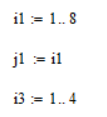 i1 := 1.. 8
j1 := i1
i3 := 1.. 4